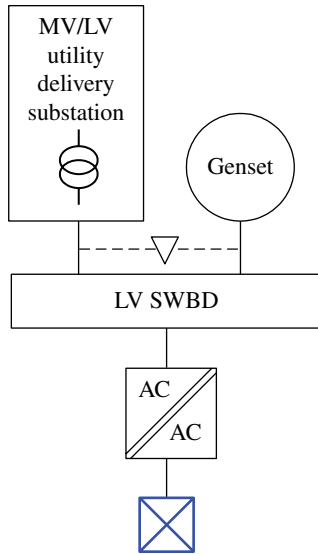 MV/LV
utility
delivery
substation
Genset
LV SWBD
AC
AC